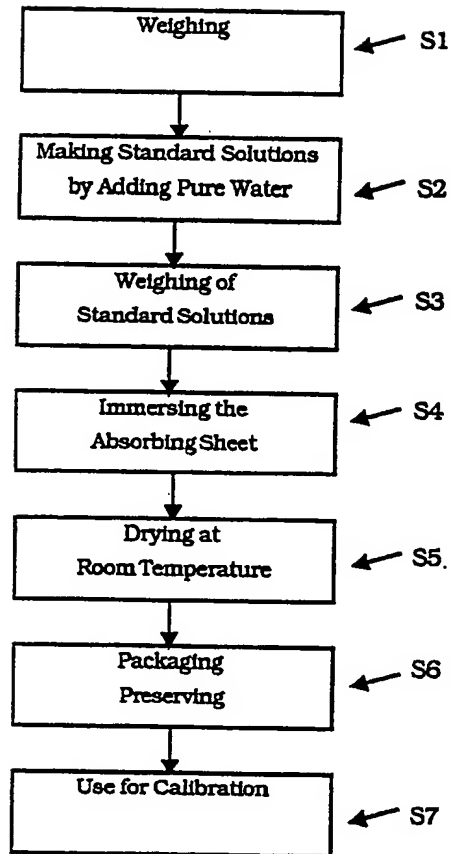 Weighing
S1
Making Standard Solutions
by Adding Pure Water
S2
Weighing of
Standard Solutions
S3
Immersing the
Absorbing Sheet
S4
Drying at
Room Temperature
S5.
Packaging
Preserving
S6
Use for Calibration
S7